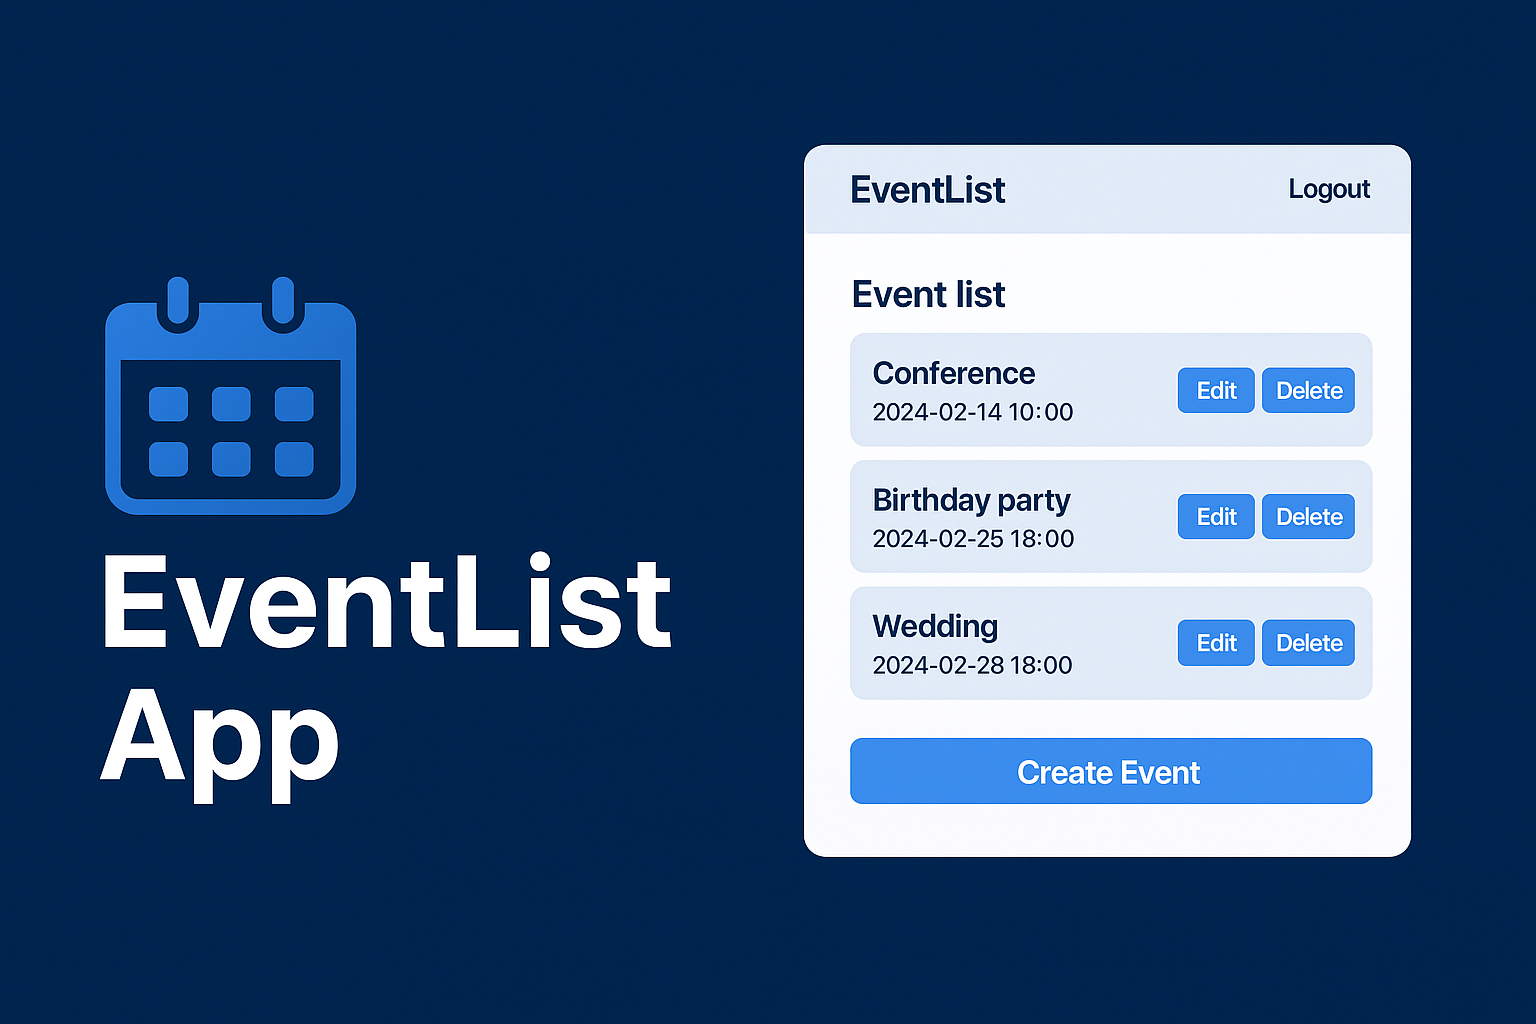 EventList
App
EventList
Logout
Event list
Conference
2024-02-14 10:00
Edit
Delete
Birthday party
2024-02-25 18:00
Edit
Delete
Wedding
2024-02-28 18:00
Edit
Delete
Create Event